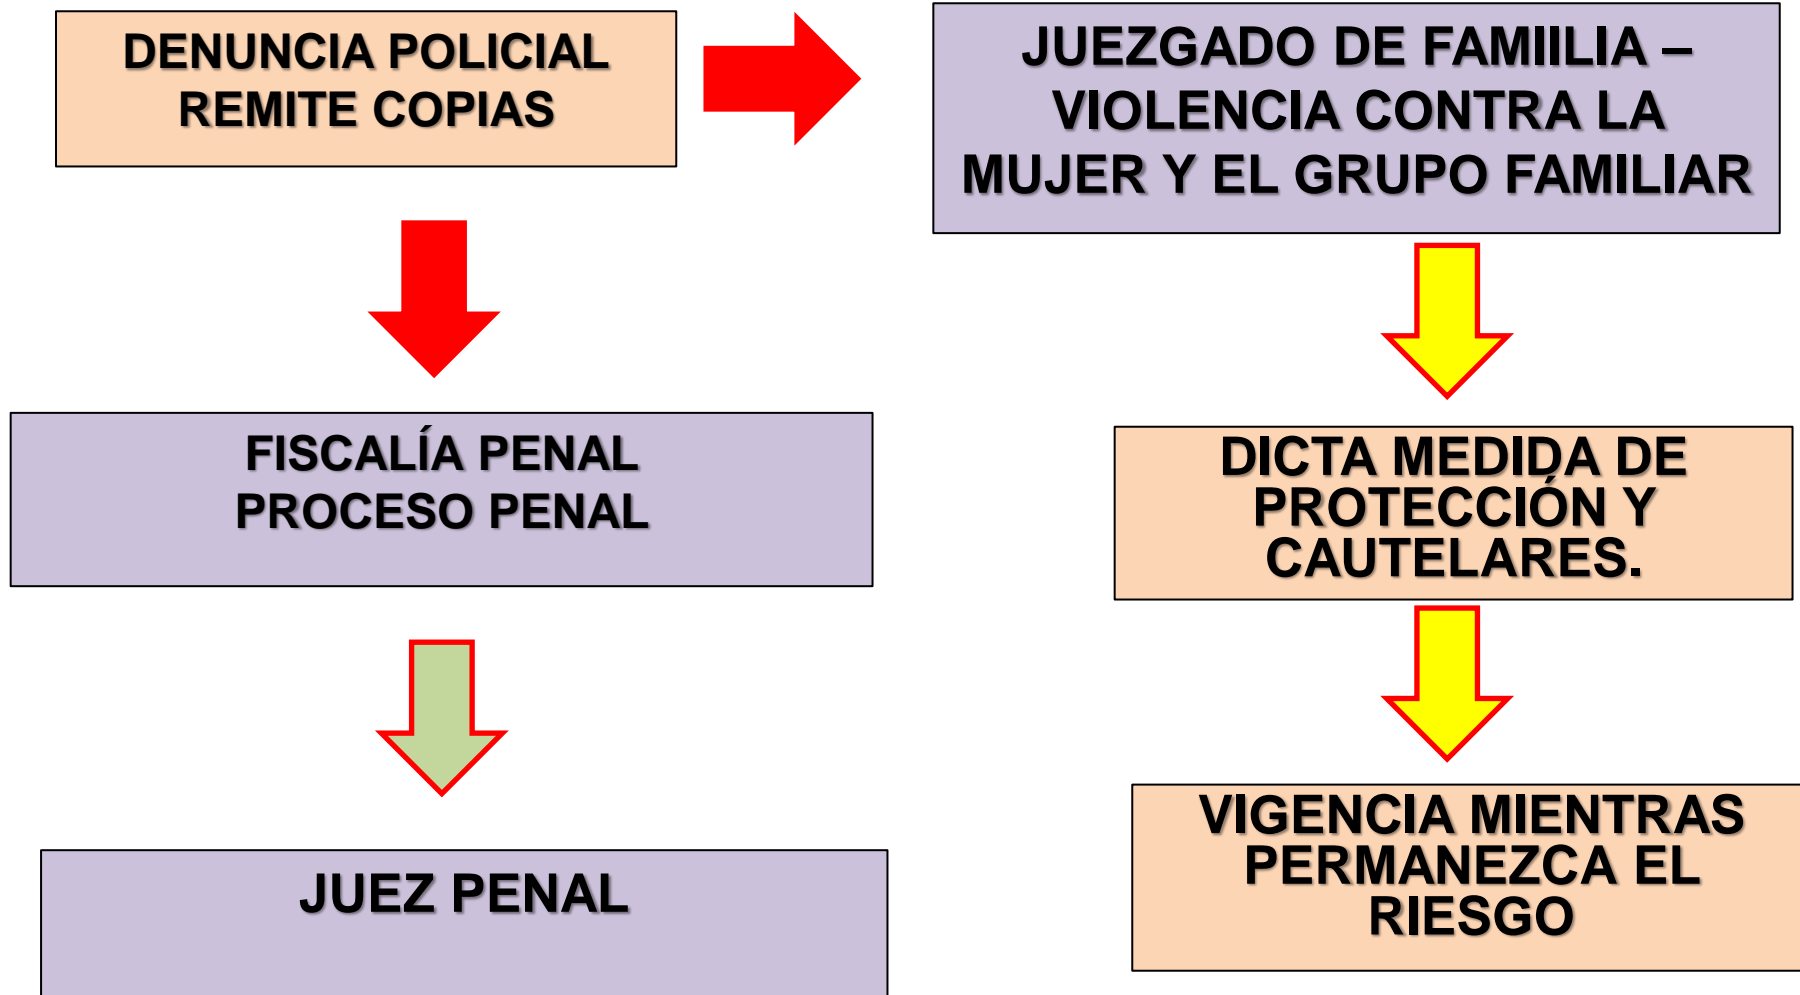 DENUNCIA POLICIAL
REMITE COPIAS
JUEZGADO DE FAMIILIA –
VIOLENCIA CONTRA LA
MUJER Y EL GRUPO FAMILIAR
FISCALÍA PENAL
PROCESO PENAL
DICTA MEDIDA DE
PROTECCIÓN Y
CAUTELARES.
JUEZ PENAL
VIGENCIA MIENTRAS
PERMANEZCA EL
RIESGO